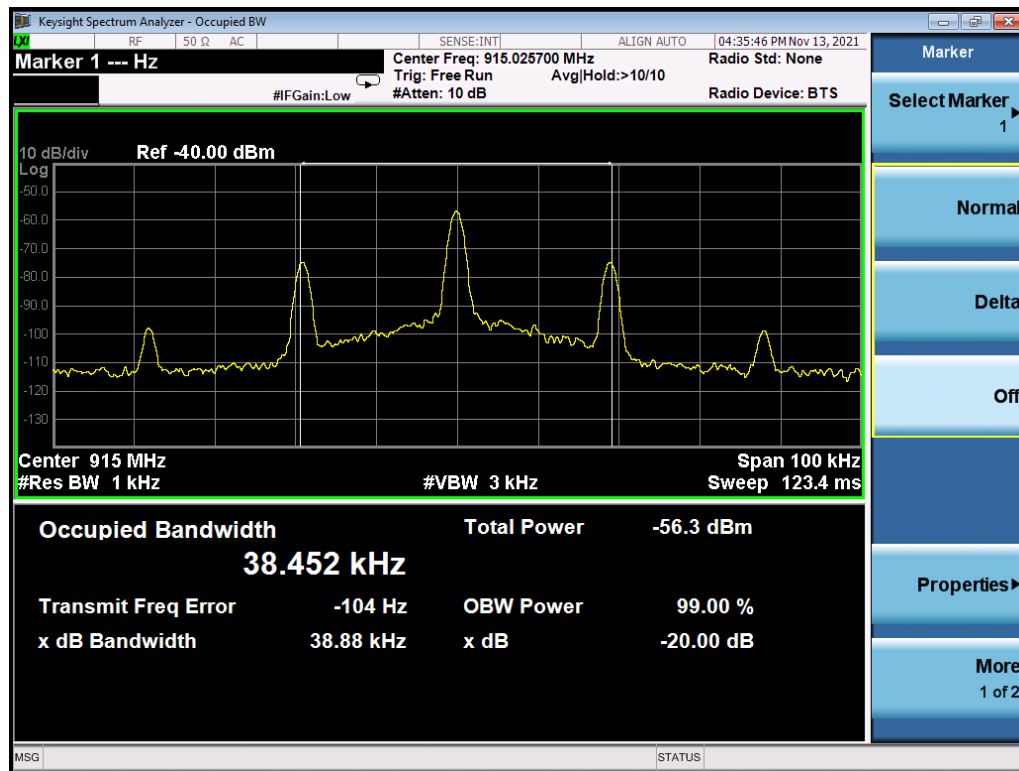 Keysight Spectrum Analyzer - Occupied BW
LXI RF 50 Ω AC SENSE:INT ALIGN AUTO 04:35:46 PM Nov 13, 2021
Marker 1 --- Hz
Center Freq: 915.025700 MHz
Radio Std: None
Trig: Free Run
Avg|Hold:>10/10
#IFGain:Low
#Atten: 10 dB
Radio Device: BTS
10 dB/div
Ref -40.00 dBm
Log
-50.0
-60.0
-70.0
-80.0
-90.0
-100
-110
-120
-130
Center 915 MHz
Span 100 kHz
#Res BW 1 kHz
#VBW 3 kHz
Sweep 123.4 ms
Occupied Bandwidth
Total Power -56.3 dBm
38.452 kHz
Transmit Freq Error -104 Hz
OBW Power 99.00 %
x dB Bandwidth 38.88 kHz
x dB -20.00 dB
MSG
STATUS
Marker
Select Marker
1
Normal
Delta
Off
Properties
More
1 of 2